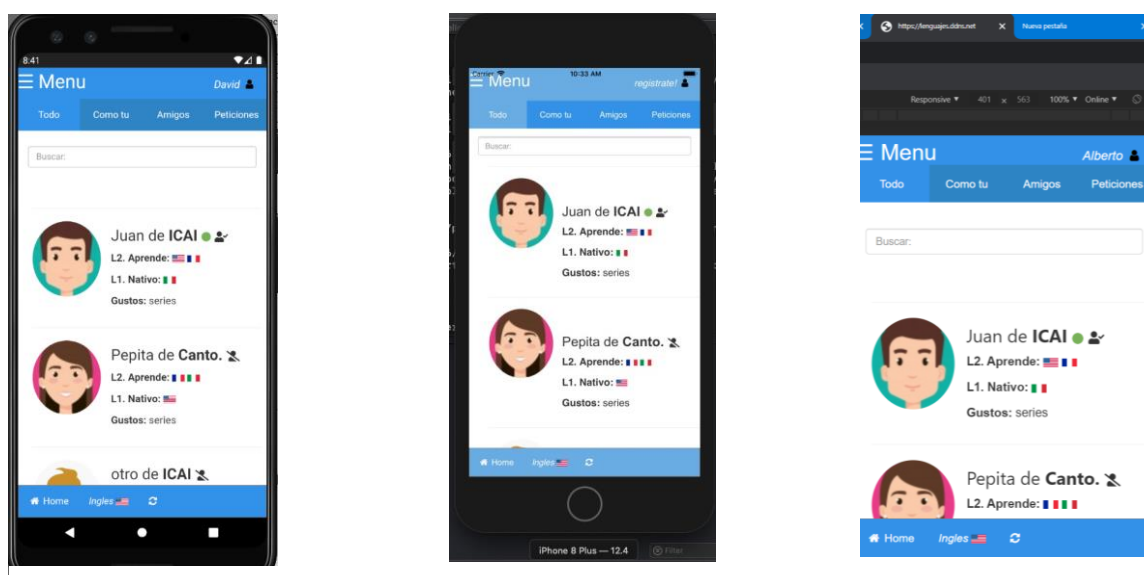 8:41
Menu David
Todo Como tu Amigos Peticiones
Buscar:
Juan de ICAI
L2. Aprende:
L1. Nativo:
Gustos: series
Pepita de Canto.
L2. Aprende:
L1. Nativo:
Gustos: series
otro de ICAI
Home Ingles
Carrier 10:33 AM
Menu registrate!
Todo Como tu Amigos Peticiones
Buscar:
Juan de ICAI
L2. Aprende:
L1. Nativo:
Gustos: series
Pepita de Canto.
L2. Aprende:
L1. Nativo:
Gustos: series
Home Ingles
iPhone 8 Plus — 12.4 Filter
https://lenguajes.ddns.net X Nueva pestaña
Responsive ▼ 401 x 563 100% ▼ Online ▼
Menu Alberto
Todo Como tu Amigos Peticiones
Buscar:
Juan de ICAI
L2. Aprende:
L1. Nativo:
Gustos: series
Pepita de Canto.
L2. Aprende:
Home Ingles